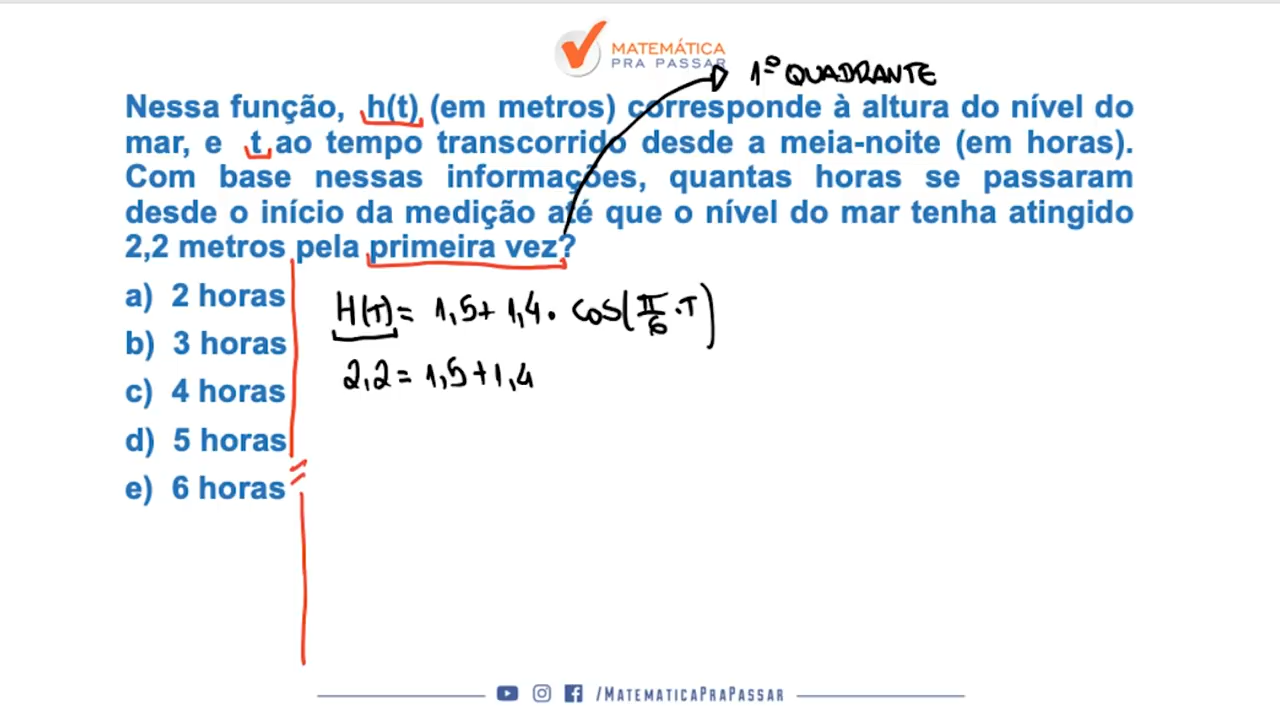 MATEMÁTICA
PRA PASSAR
1º QUADRANTE
Nessa função, h(t) (em metros) corresponde à altura do nível do
mar, e t ao tempo transcorrido desde a meia-noite (em horas).
Com base nessas informações, quantas horas se passaram
desde o início da medição até que o nível do mar tenha atingido
2,2 metros pela primeira vez?
a) 2 horas
b) 3 horas
c) 4 horas
d) 5 horas
e) 6 horas
H(T) = 1,5 + 1,4 . cos(π/6 . T)
2,2 = 1,5 + 1,4
/MATEMATICAPRAPASSAR